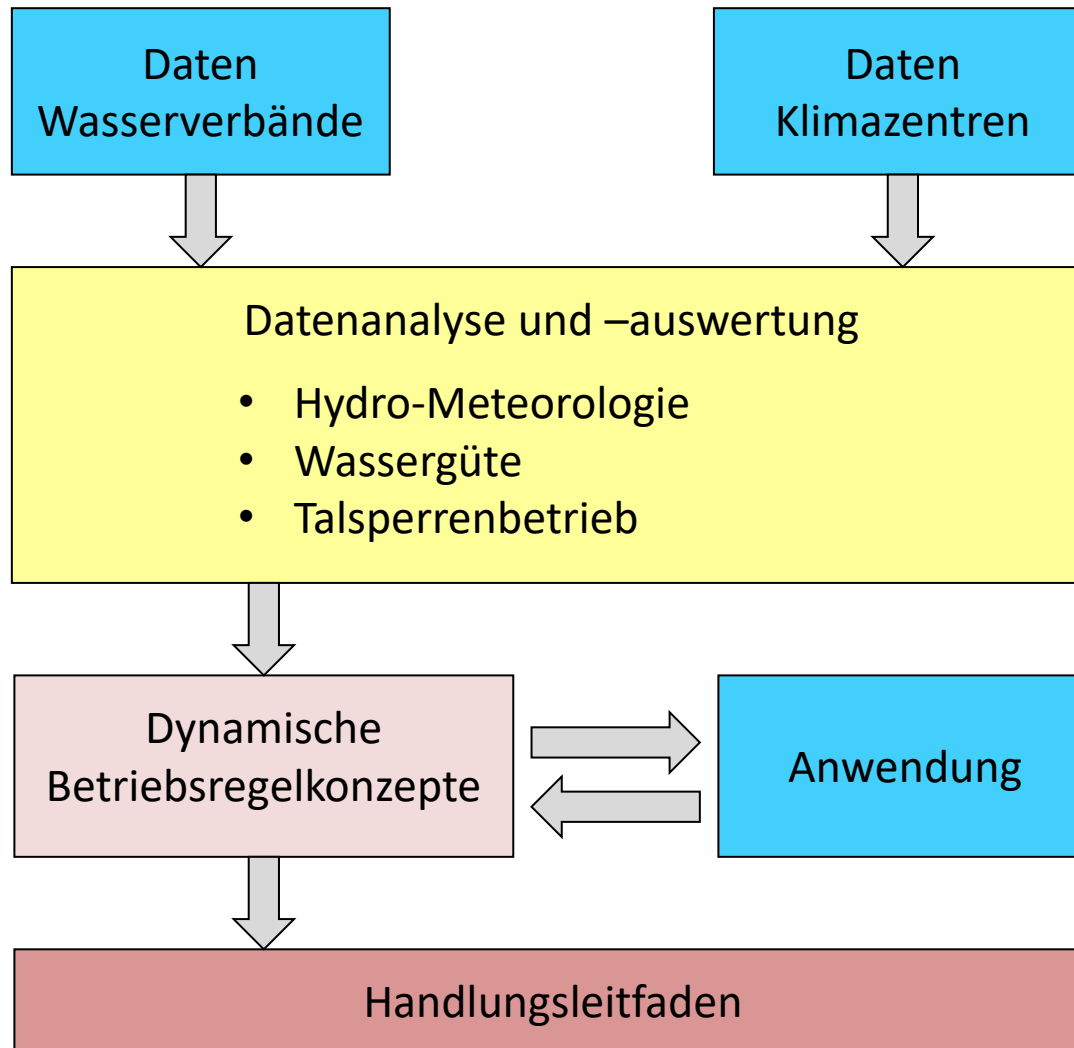 Daten
Wasserverbände
Daten
Klimazentren
Datenanalyse und –auswertung
• Hydro-Meteorologie
• Wassergüte
• Talsperrenbetrieb
Dynamische
Betriebsregelkonzepte
Anwendung
Handlungsleitfaden